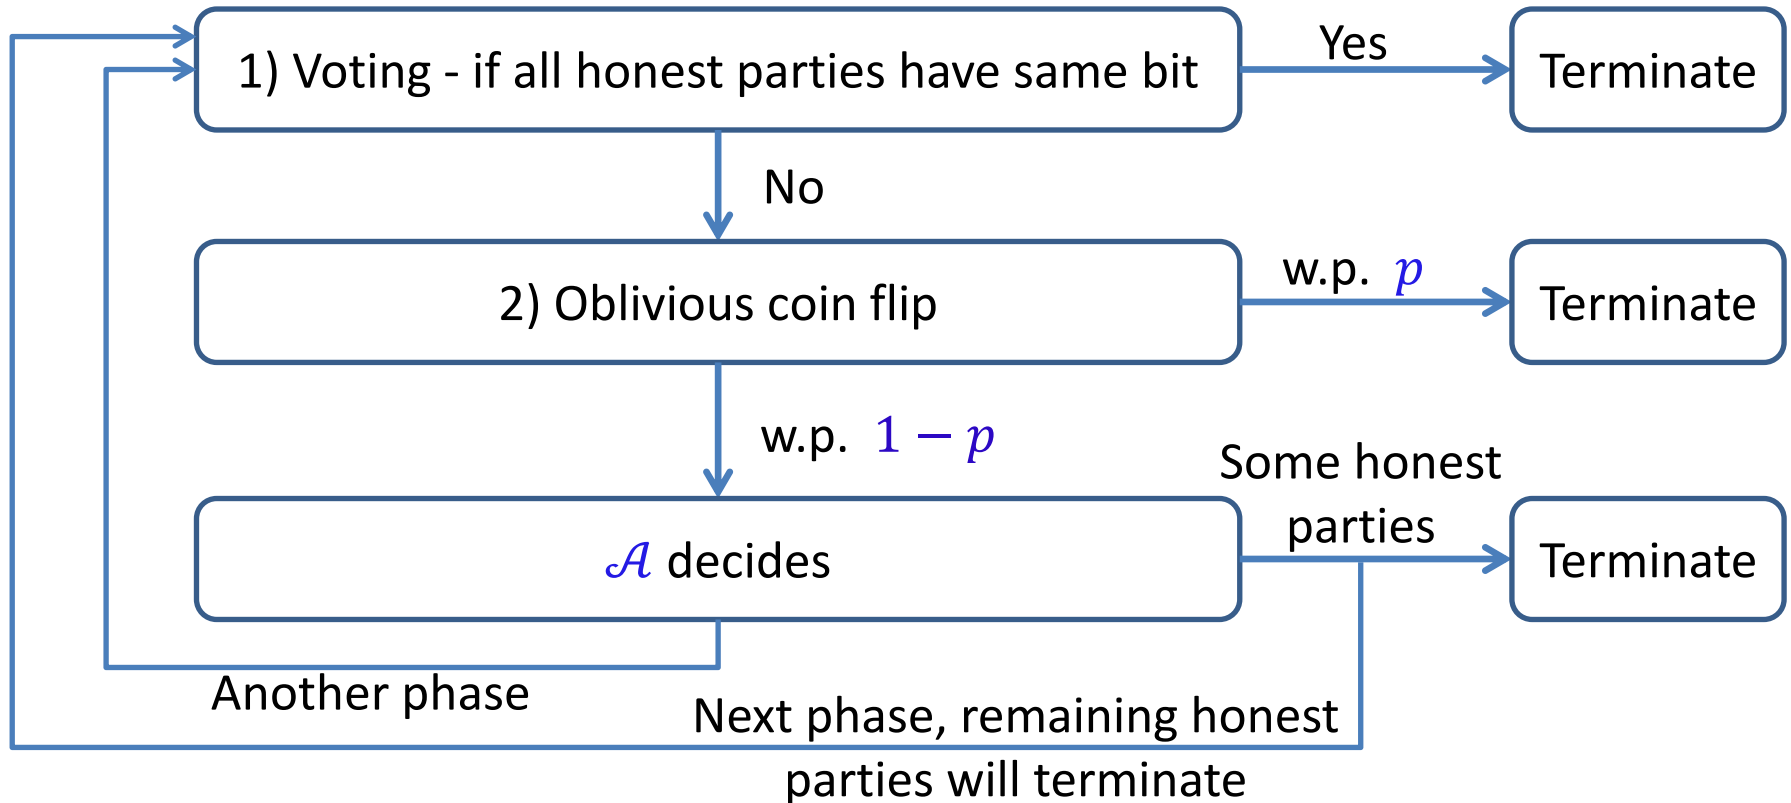 1) Voting - if all honest parties have same bit
Yes
Terminate
No
2) Oblivious coin flip
w.p. p
Terminate
w.p. 1 − p
Some honest
parties
𝒜 decides
Terminate
Another phase
Next phase, remaining honest
parties will terminate